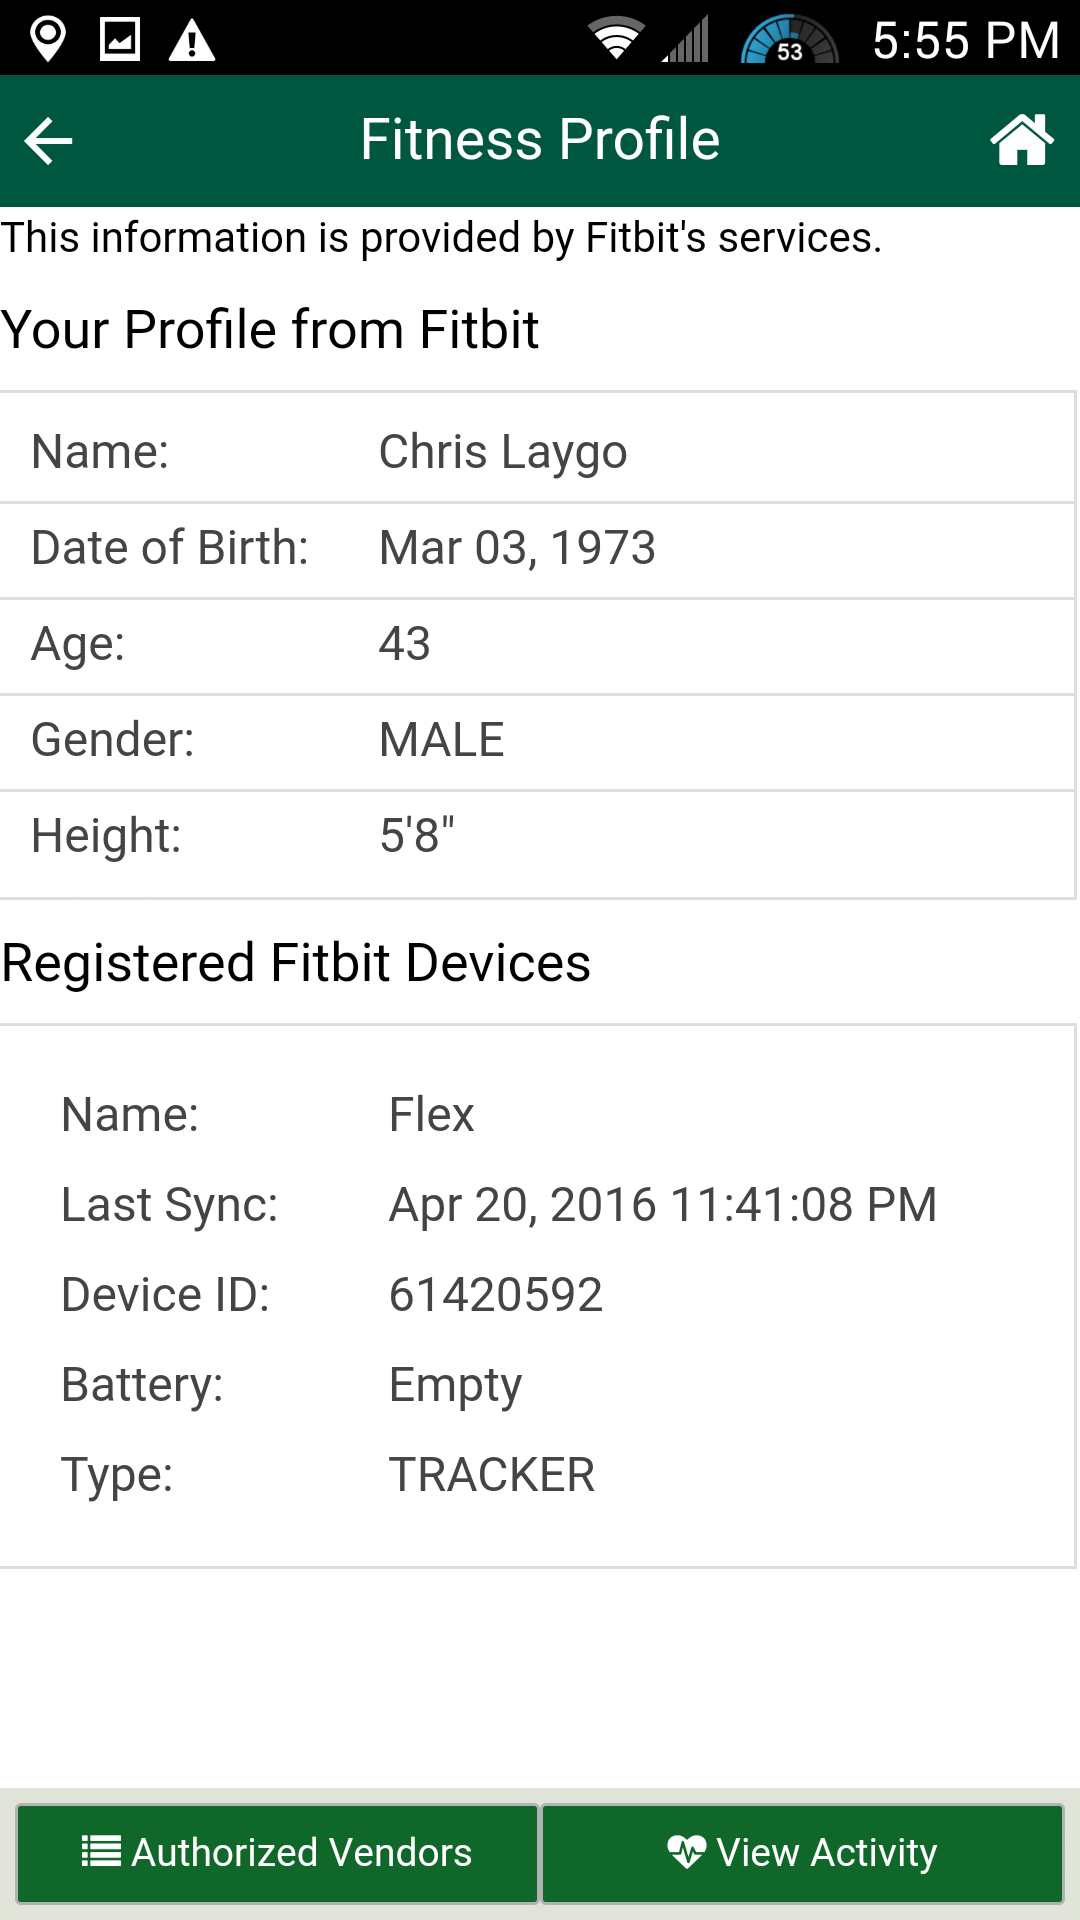 53 5:55 PM
Fitness Profile
This information is provided by Fitbit's services.
Your Profile from Fitbit
Name: Chris Laygo
Date of Birth: Mar 03, 1973
Age: 43
Gender: MALE
Height: 5'8"
Registered Fitbit Devices
Name: Flex
Last Sync: Apr 20, 2016 11:41:08 PM
Device ID: 61420592
Battery: Empty
Type: TRACKER
Authorized Vendors View Activity